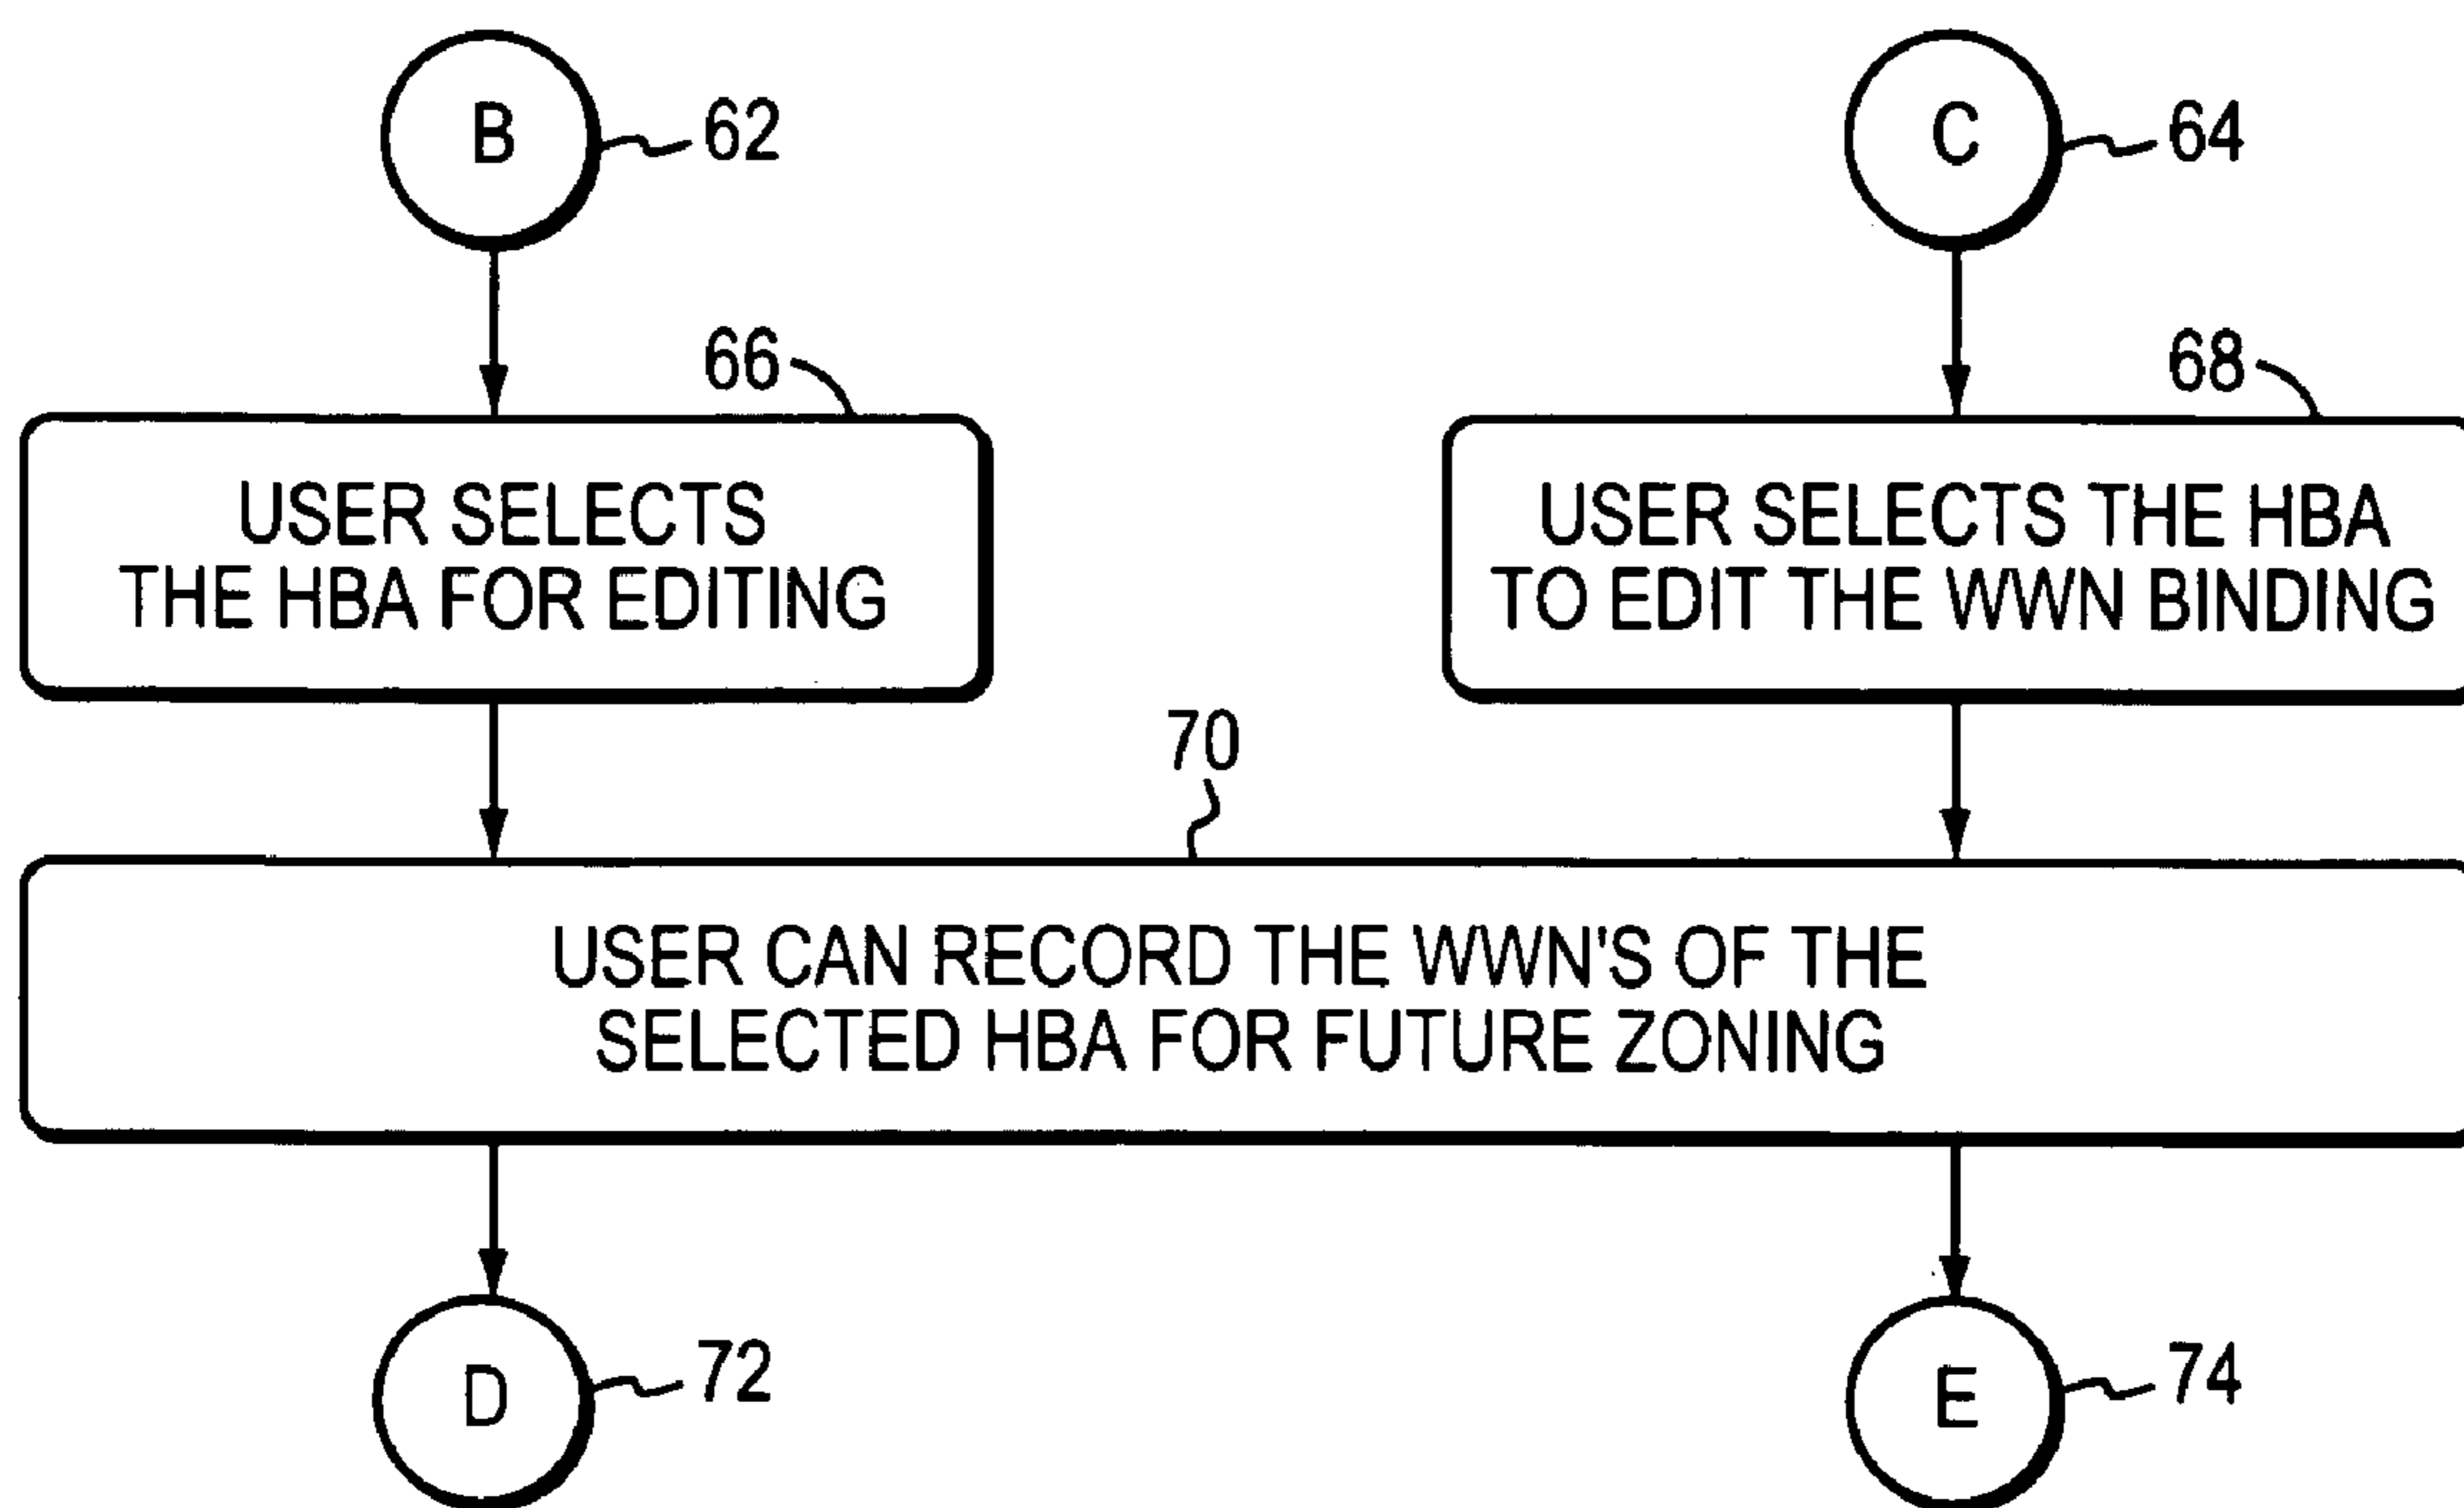 B
62
C
64
66
68
USER SELECTS
THE HBA FOR EDITING
USER SELECTS THE HBA
TO EDIT THE WWN BINDING
70
USER CAN RECORD THE WWN'S OF THE
SELECTED HBA FOR FUTURE ZONING
D
72
E
74